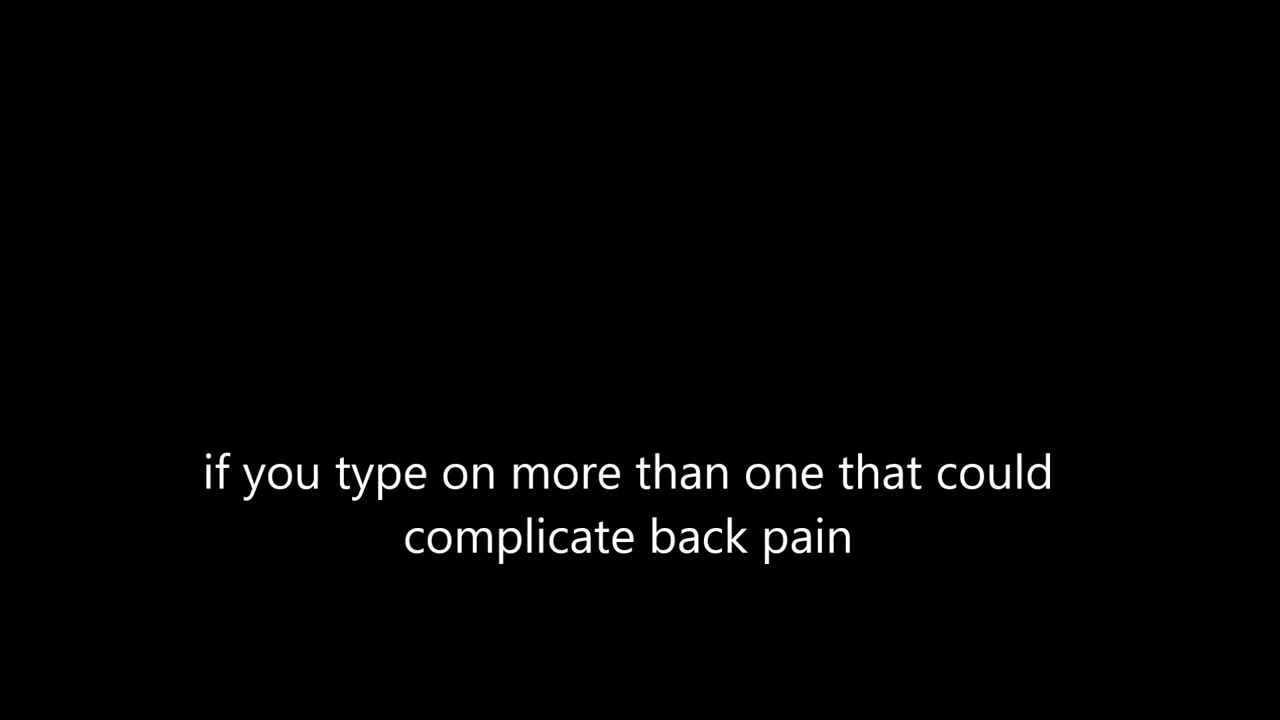 if you type on more than one that could
complicate back pain